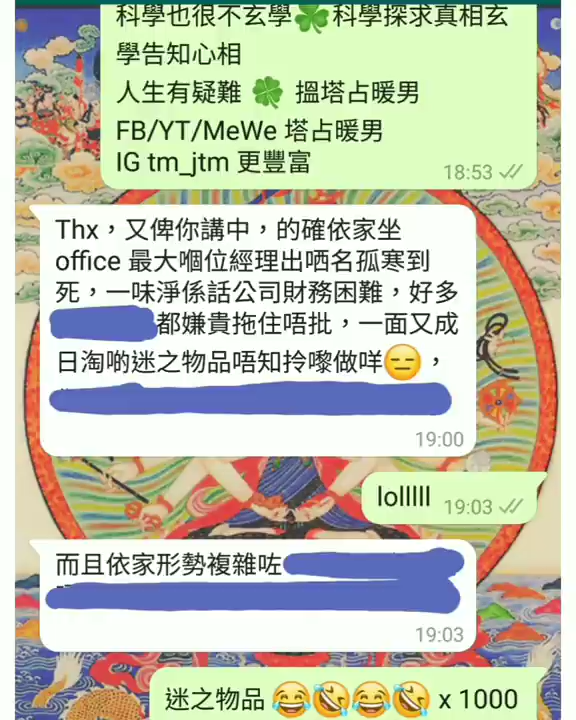 科學也很不玄學🍀科學探求真相玄
學告知心相
人生有疑難 🍀 搵塔占暖男
FB/YT/MeWe 塔占暖男
IG tm_jtm 更豐富
18:53
Thx，又俾你講中，的確依家坐
office 最大嗰位經理出哂名孤寒到
死，一味淨係話公司財務困難，好多
都嫌貴拖住唔批，一面又成
日淘啲迷之物品唔知拎嚟做咩😑，
19:00
lolllll 19:03
而且依家形勢複雜咗
19:03
迷之物品 😂🤣😂🤣 x 1000